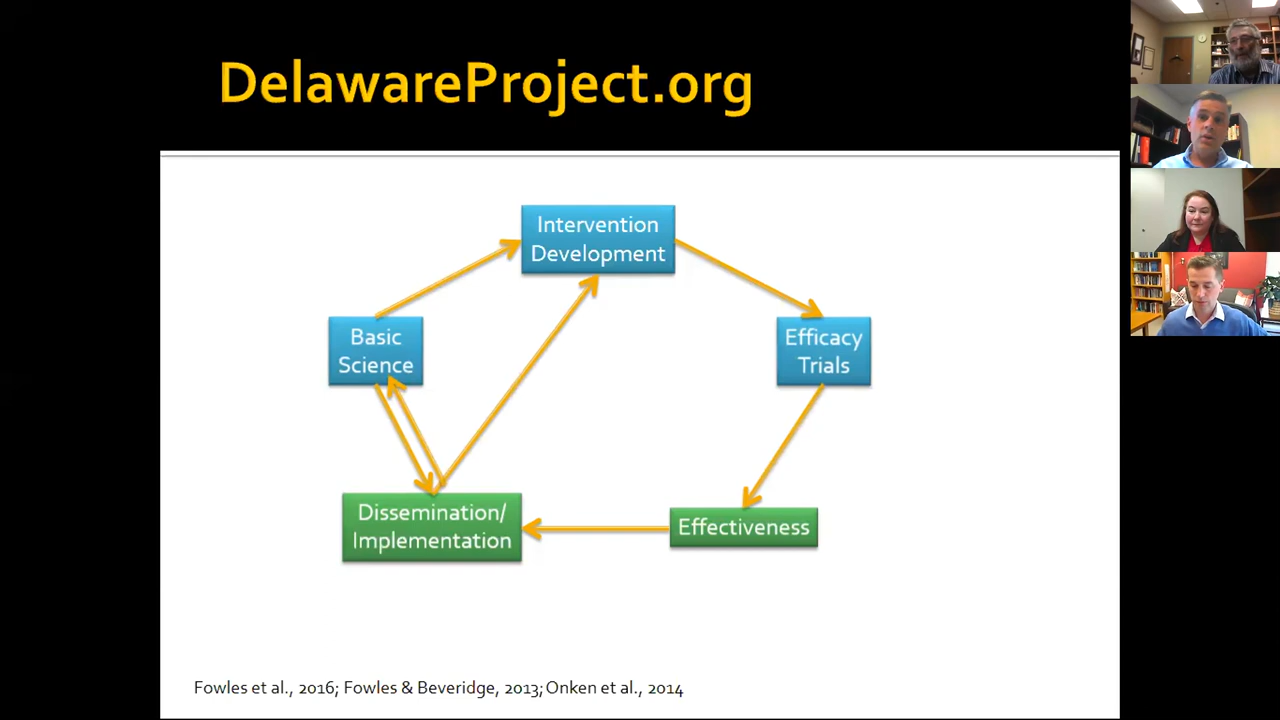 DelawareProject.org
Intervention
Development
Basic
Science
Efficacy
Trials
Dissemination/
Implementation
Effectiveness
Fowles et al., 2016; Fowles & Beveridge, 2013; Onken et al., 2014